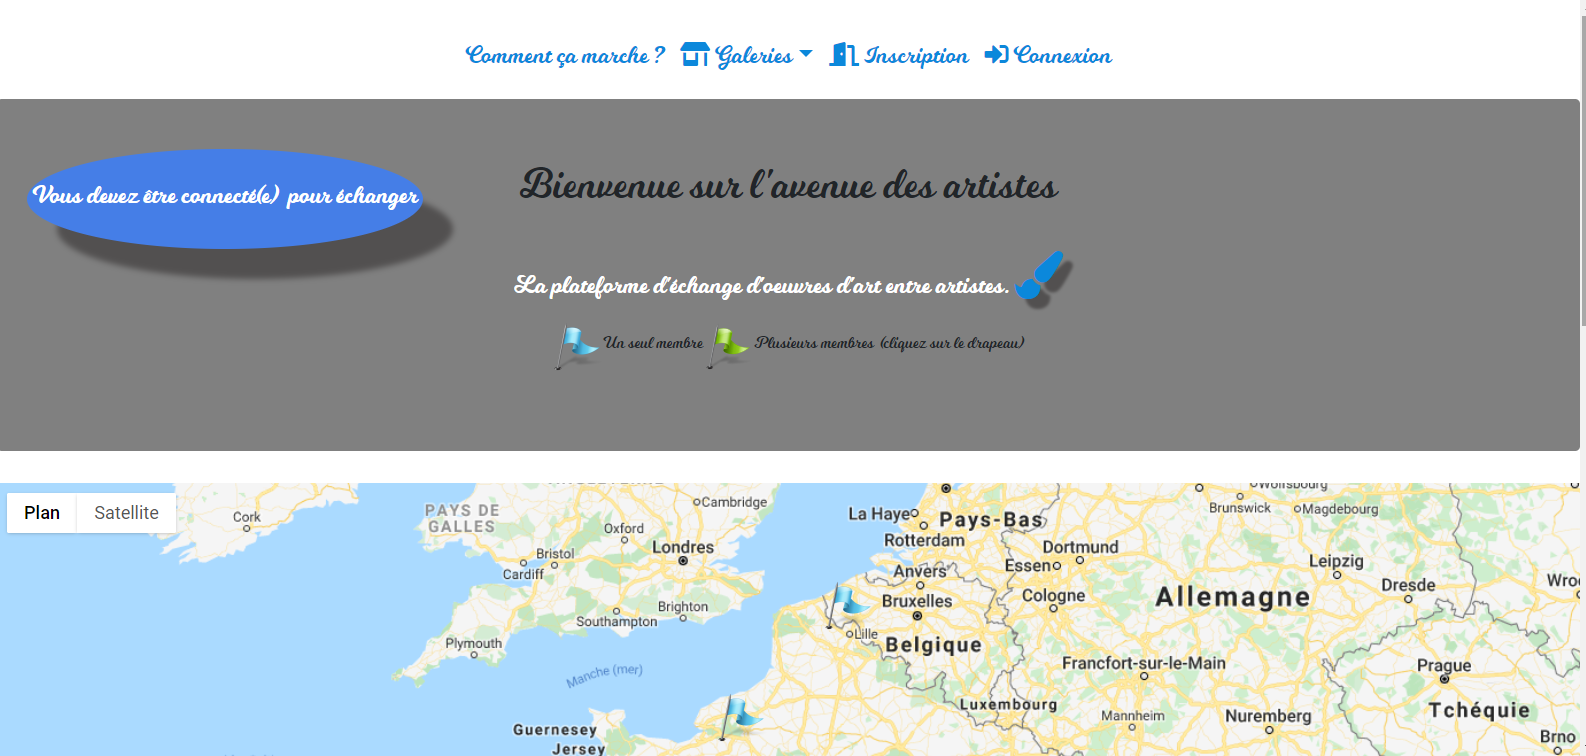 Comment ça marche ? Galeries Inscription Connexion
Vous devez être connecté(e) pour échanger
Bienvenue sur l'avenue des artistes
La plateforme d'échange d'oeuvres d'art entre artistes.
Un seul membre Plusieurs membres (cliquez sur le drapeau)
Plan Satellite
Cork
PAYS DE
GALLES
Cambridge
Oxford
Londres
Bristol
Cardiff
Brighton
Southampton
Plymouth
Manche (mer)
Guernesey
Jersey
La Haye
Pays-Bas
Rotterdam
Anvers
Bruxelles
Lille
Belgique
Luxembourg
Dortmund
Essen
Cologne
Francfort-sur-le-Main
Mannheim
Nuremberg
Allemagne
Wolfsburg
Brunswick
Magdebourg
Leipzig
Dresde
Prague
Tchéquie
Brno